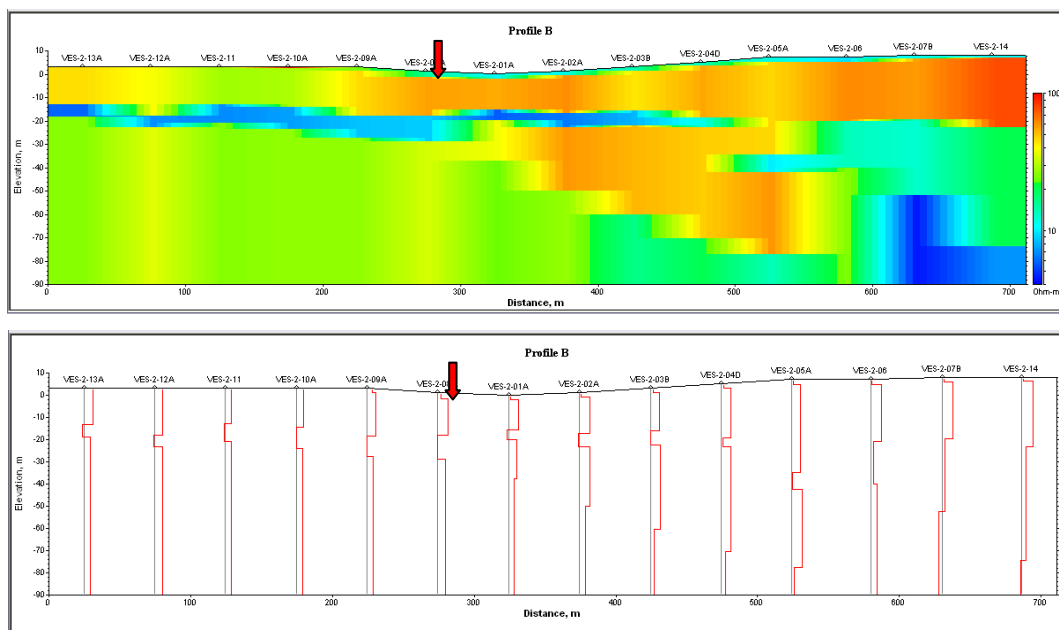 Profile B
VES-2-13A VES-2-12A VES-2-11 VES-2-10A VES-2-09A VES-2-01A VES-2-02A VES-2-03B VES-2-04D VES-2-05A VES-2-06 VES-2-07B VES-2-14
10
0
-10
-20
-30
-40
-50
-60
-70
-80
-90
Elevation, m
0 100 200 300 400 500 600 700
Distance, m
100
10
Ohm-m
Profile B
VES-2-13A VES-2-12A VES-2-11 VES-2-10A VES-2-09A VES-2-01A VES-2-02A VES-2-03B VES-2-04D VES-2-05A VES-2-06 VES-2-07B VES-2-14
10
0
-10
-20
-30
-40
-50
-60
-70
-80
-90
Elevation, m
0 100 200 300 400 500 600 700
Distance, m